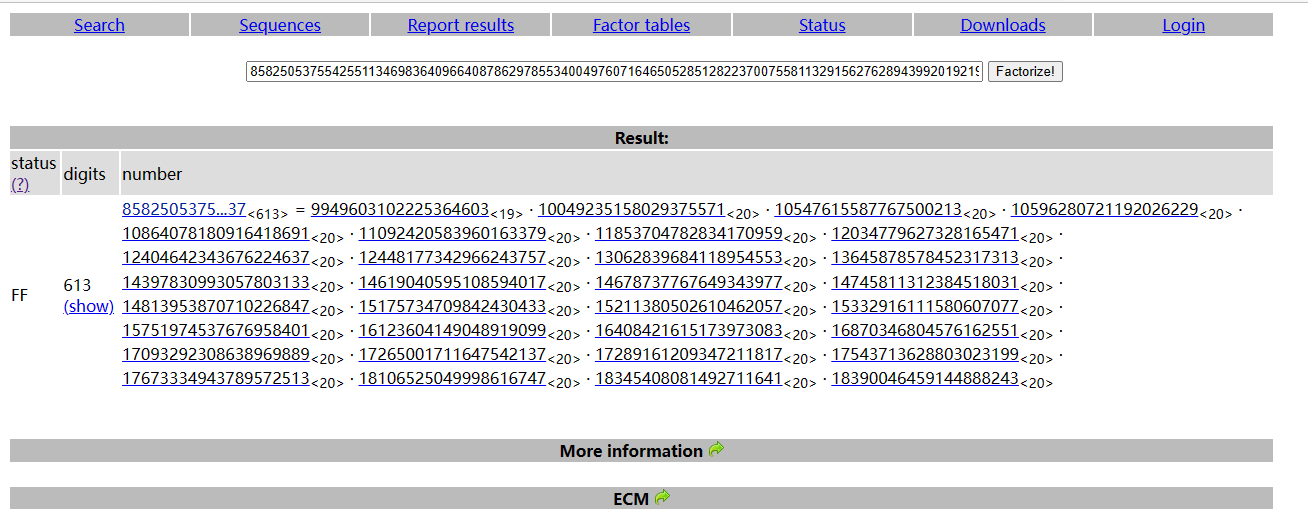 Search Sequences Report results Factor tables Status Downloads Login
85825053755425511346983640966408786297855340049760716465052851282237007558113291562762894399201921 Factorize!
Result:
status (?) digits number
8582505375...37<613> = 9949603102225364603<19> · 10049235158029375571<20> · 10547615587767500213<20> · 10596280721192026229<20> ·
10864078180916418691<20> · 11092420583960163379<20> · 11853704782834170959<20> · 12034779627328165471<20> ·
12404642343676224637<20> · 12448177342966243757<20> · 13062839684118954553<20> · 13645878578452317313<20> ·
FF 613 (show) 14397830993057803133<20> · 14619040595108594017<20> · 14678737767649343977<20> · 14745811312384518031<20> ·
14813953870710226847<20> · 15175734709842430433<20> · 15211380502610462057<20> · 15332916111580607077<20> ·
15751974537676958401<20> · 16123604149048919099<20> · 16408421615173973083<20> · 16870346804576162551<20> ·
17093292308638969889<20> · 17265001711647542137<20> · 17289161209347211817<20> · 17543713628803023199<20> ·
17673334943789572513<20> · 18106525049998616747<20> · 18345408081492711641<20> · 18390046459144888243<20>
More information
ECM